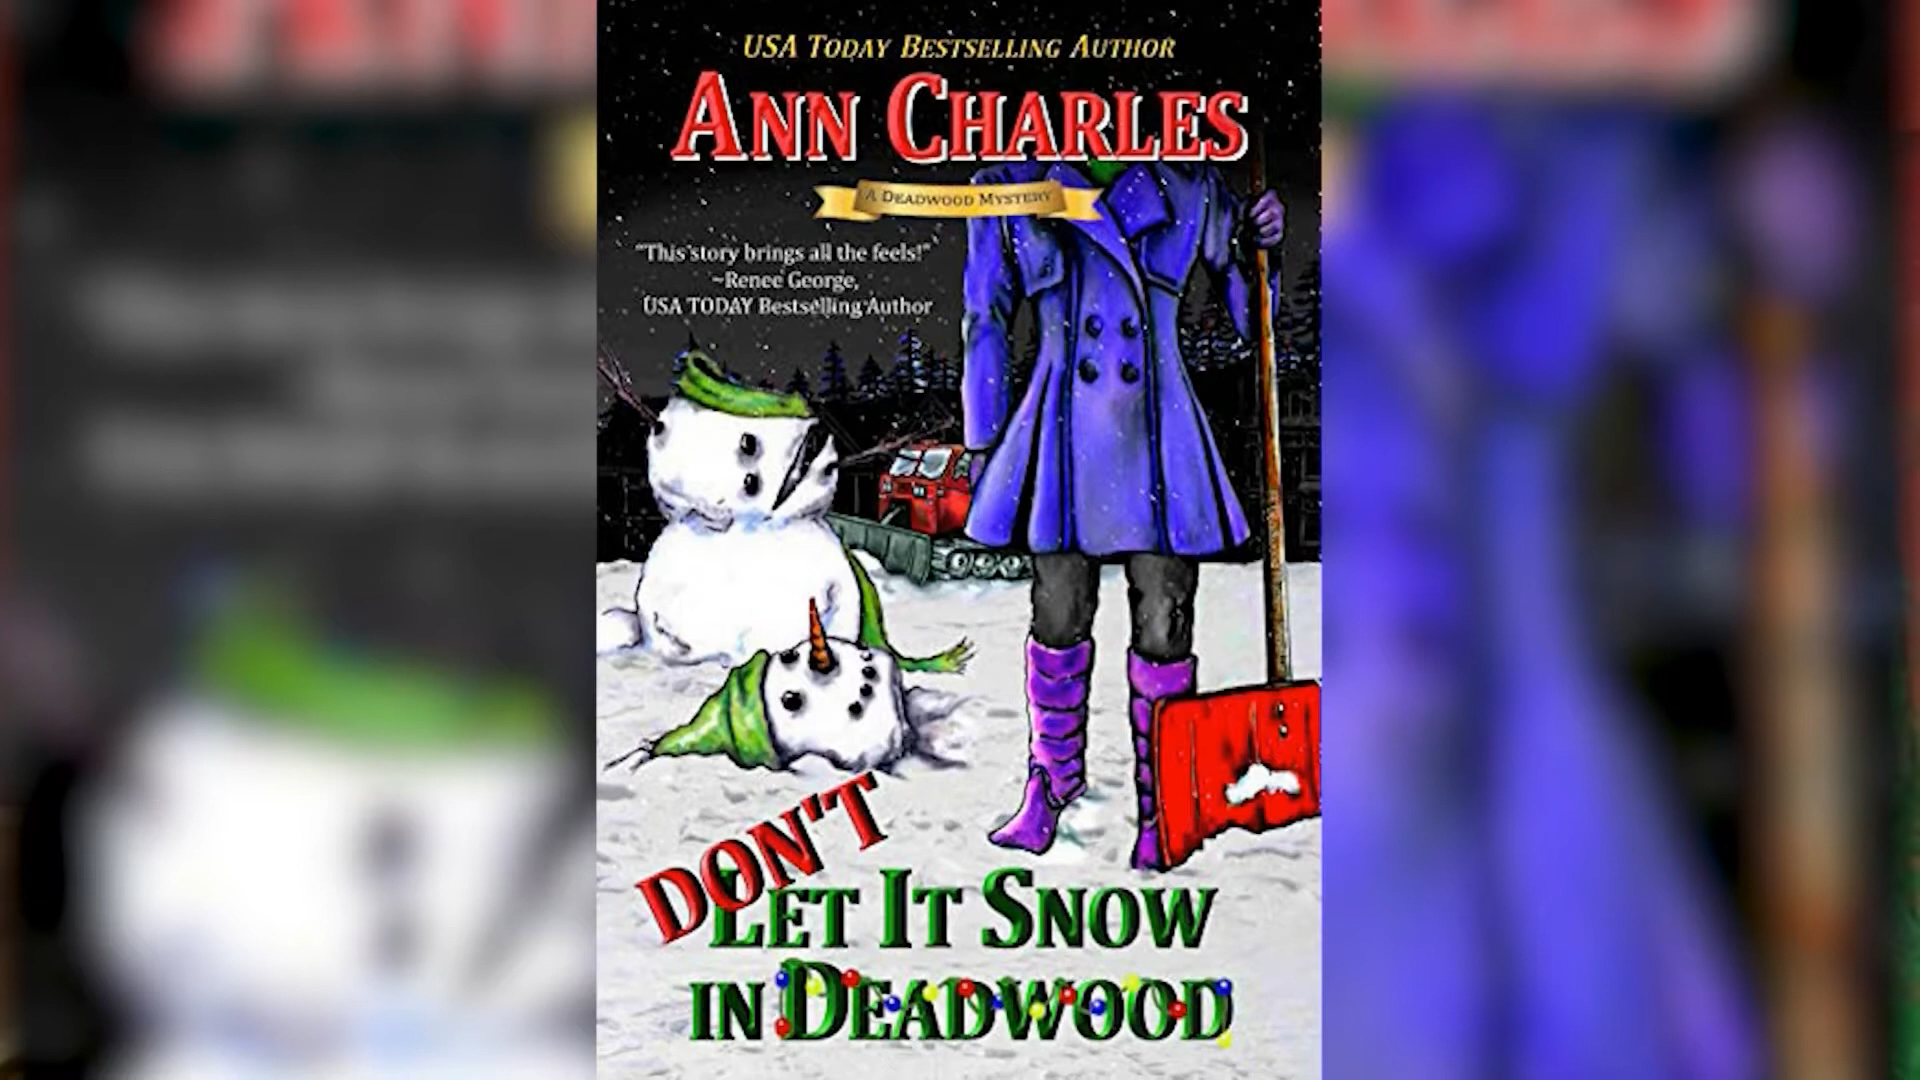 USA TODAY BESTSELLING AUTHOR
ANN CHARLES
A DEADWOOD MYSTERY
"This story brings all the feels!"
~Renee George,
USA TODAY Bestselling Author
DON'T
LET IT SNOW
IN DEADWOOD